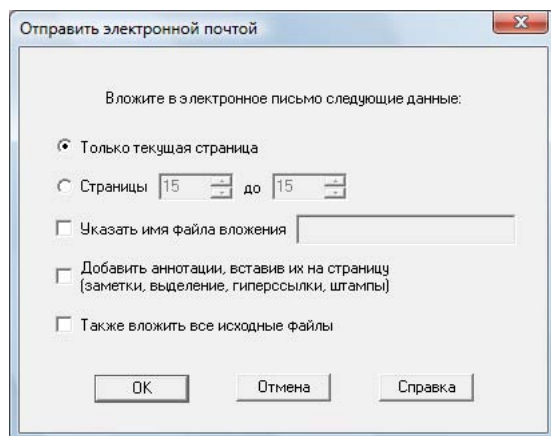 Отправить электронной почтой
Вложите в электронное письмо следующие данные:
Только текущая страница
Страницы 15 до 15
Указать имя файла вложения
Добавить аннотации, вставив их на страницу
(заметки, выделение, гиперссылки, штампы)
Также вложить все исходные файлы
OK Отмена Справка